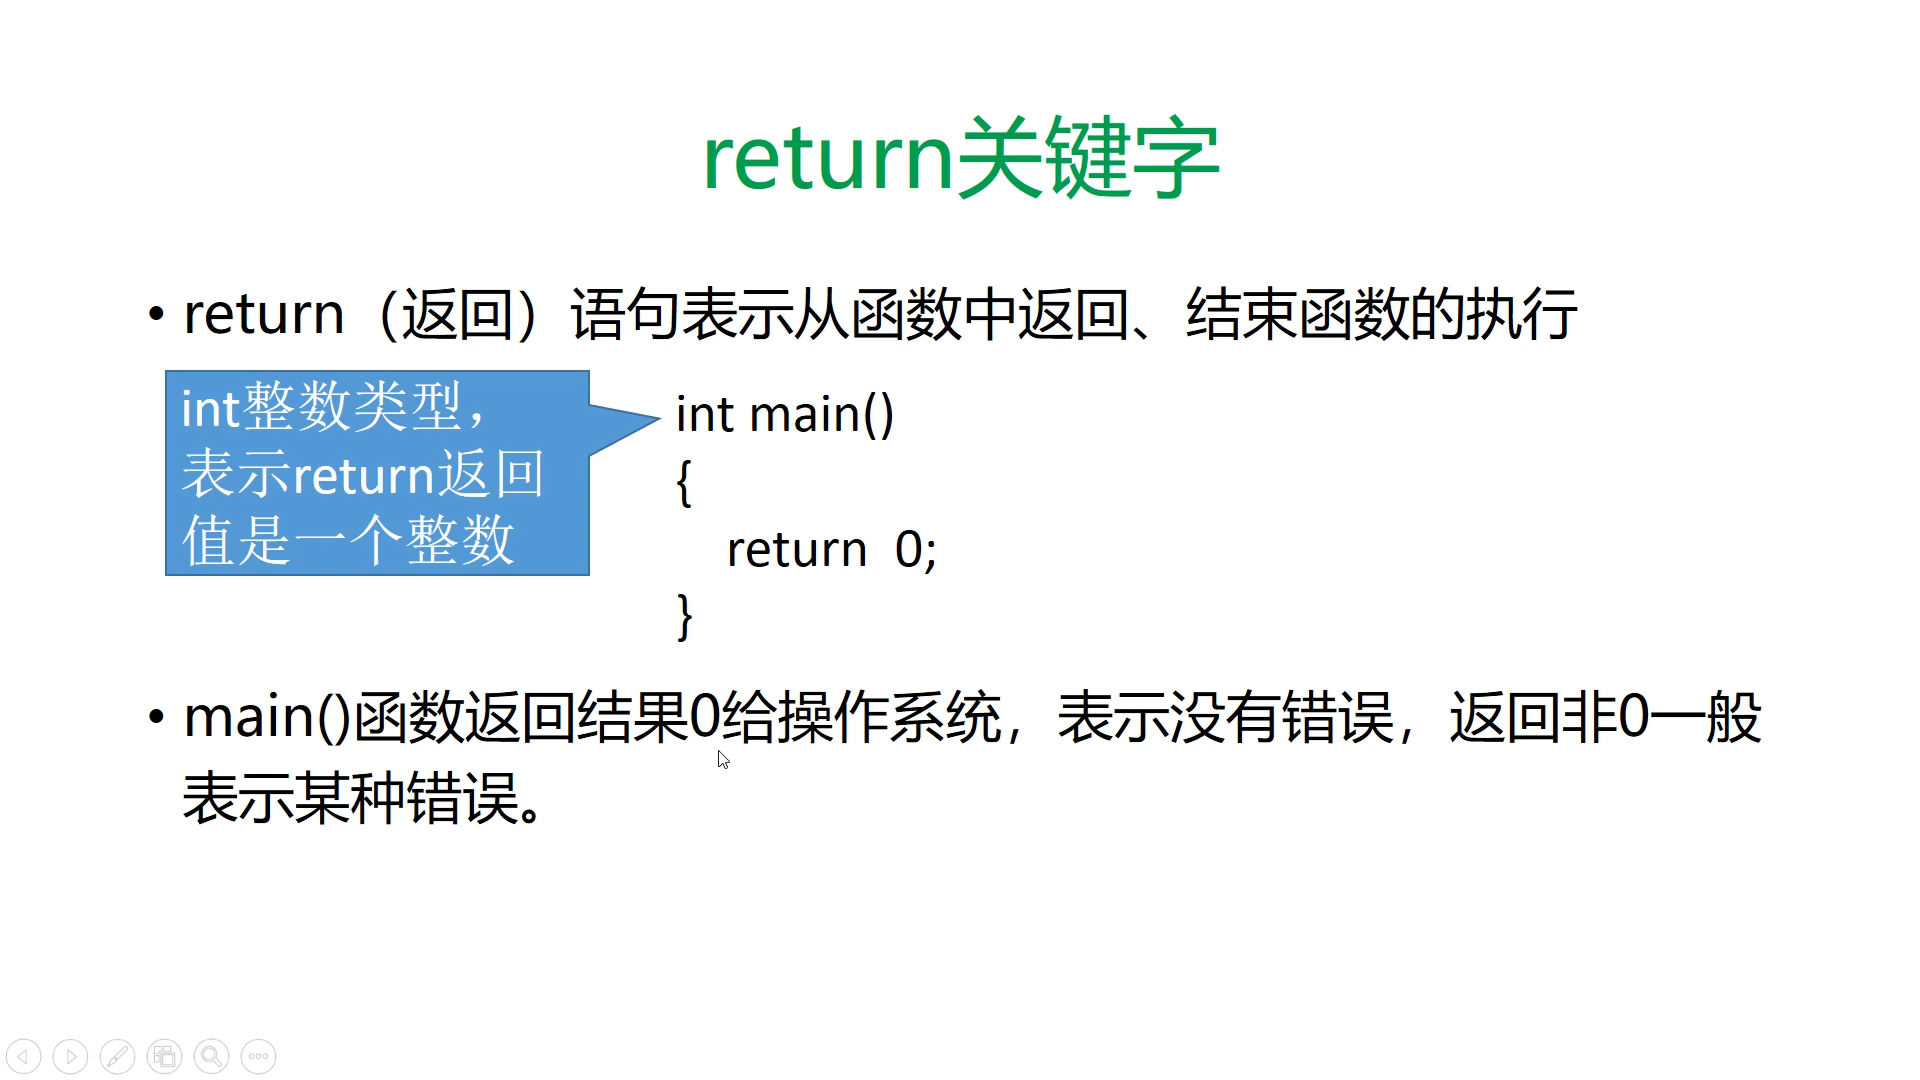 return关键字
• return（返回）语句表示从函数中返回、结束函数的执行
int整数类型，
表示return返回
值是一个整数
int main()
{
return  0;
}
• main()函数返回结果0给操作系统，表示没有错误，返回非0一般
表示某种错误。